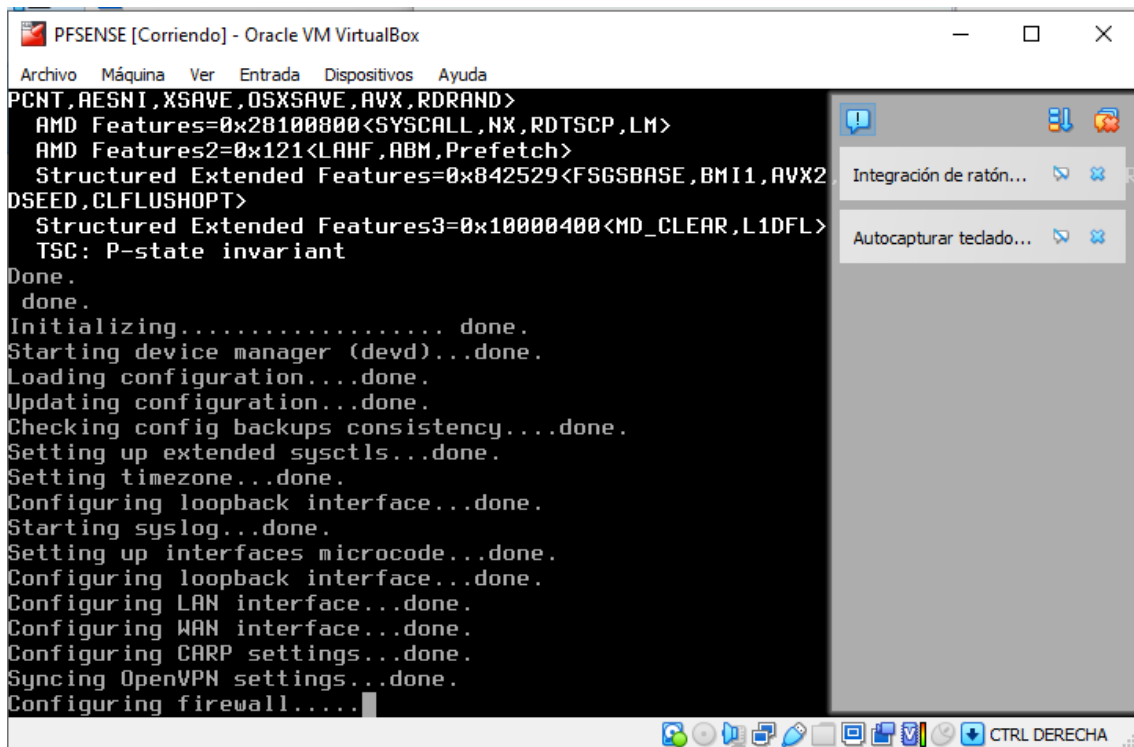 PFSENSE [Corriendo] - Oracle VM VirtualBox
Archivo Máquina Ver Entrada Dispositivos Ayuda
PCNT,AESNI,XSAVE,OSXSAVE,AVX,RDRAND>
  AMD Features=0x28100800<SYSCALL,NX,RDTSCP,LM>
  AMD Features2=0x121<LAHF,ABM,Prefetch>
  Structured Extended Features=0x842529<FSGSBASE,BMI1,AVX2,
DSEED,CLFLUSHOPT>
  Structured Extended Features3=0x10000400<MD_CLEAR,L1DFL>
  TSC: P-state invariant
Done.
 done.
Initializing................... done.
Starting device manager (devd)...done.
Loading configuration....done.
Updating configuration...done.
Checking config backups consistency....done.
Setting up extended sysctls...done.
Setting timezone...done.
Configuring loopback interface...done.
Starting syslog...done.
Setting up interfaces microcode...done.
Configuring loopback interface...done.
Configuring LAN interface...done.
Configuring WAN interface...done.
Configuring CARP settings...done.
Syncing OpenVPN settings...done.
Configuring firewall.....
Integración de ratón...
Autocapturar teclado...
CTRL DERECHA